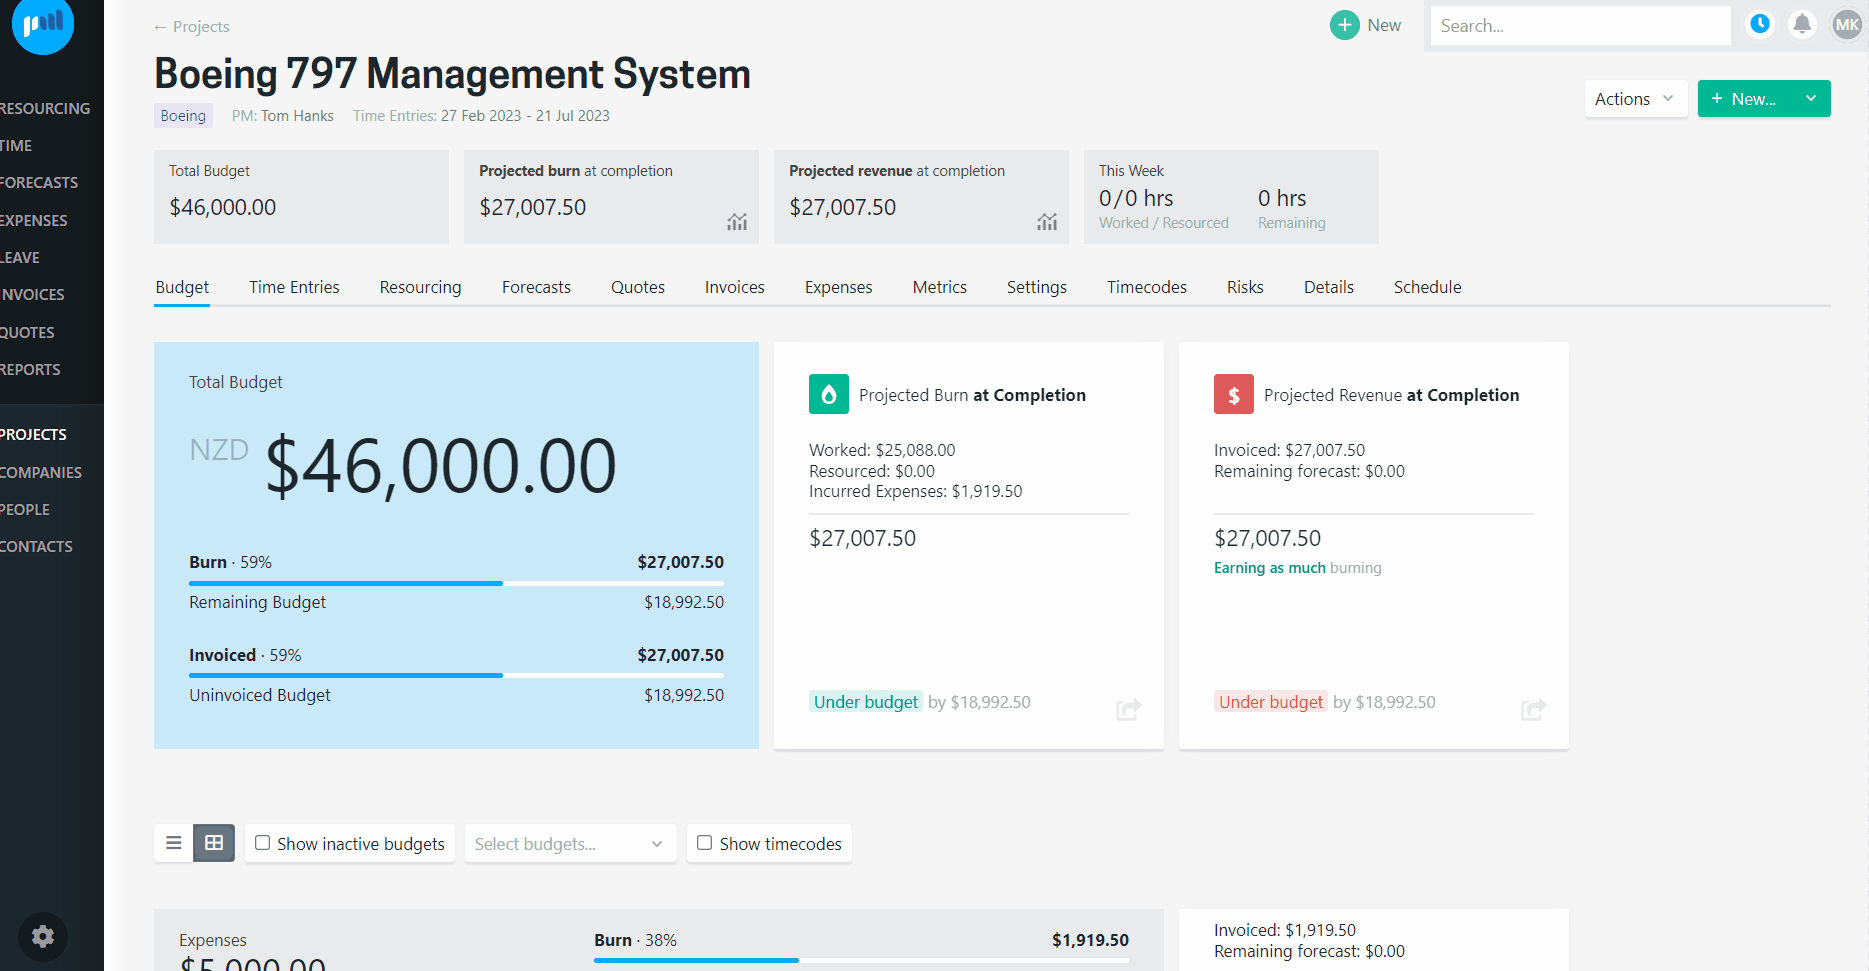 ← Projects
New
Search...
MK
Boeing 797 Management System
Boeing PM: Tom Hanks Time Entries: 27 Feb 2023 - 21 Jul 2023
Actions
+ New...
RESOURCING
TIME
FORECASTS
EXPENSES
LEAVE
INVOICES
QUOTES
REPORTS
PROJECTS
COMPANIES
PEOPLE
CONTACTS
Total Budget
$46,000.00
Projected burn at completion
$27,007.50
Projected revenue at completion
$27,007.50
This Week
0/0 hrs
Worked / Resourced
0 hrs
Remaining
Budget Time Entries Resourcing Forecasts Quotes Invoices Expenses Metrics Settings Timecodes Risks Details Schedule
Total Budget
NZD $46,000.00
Burn · 59% $27,007.50
Remaining Budget $18,992.50
Invoiced · 59% $27,007.50
Uninvoiced Budget $18,992.50
Projected Burn at Completion
Worked: $25,088.00
Resourced: $0.00
Incurred Expenses: $1,919.50
$27,007.50
Under budget by $18,992.50
$ Projected Revenue at Completion
Invoiced: $27,007.50
Remaining forecast: $0.00
$27,007.50
Earning as much burning
Under budget by $18,992.50
Show inactive budgets
Select budgets...
Show timecodes
Expenses
$5,000.00
Burn · 38% $1,919.50
Invoiced: $1,919.50
Remaining forecast: $0.00